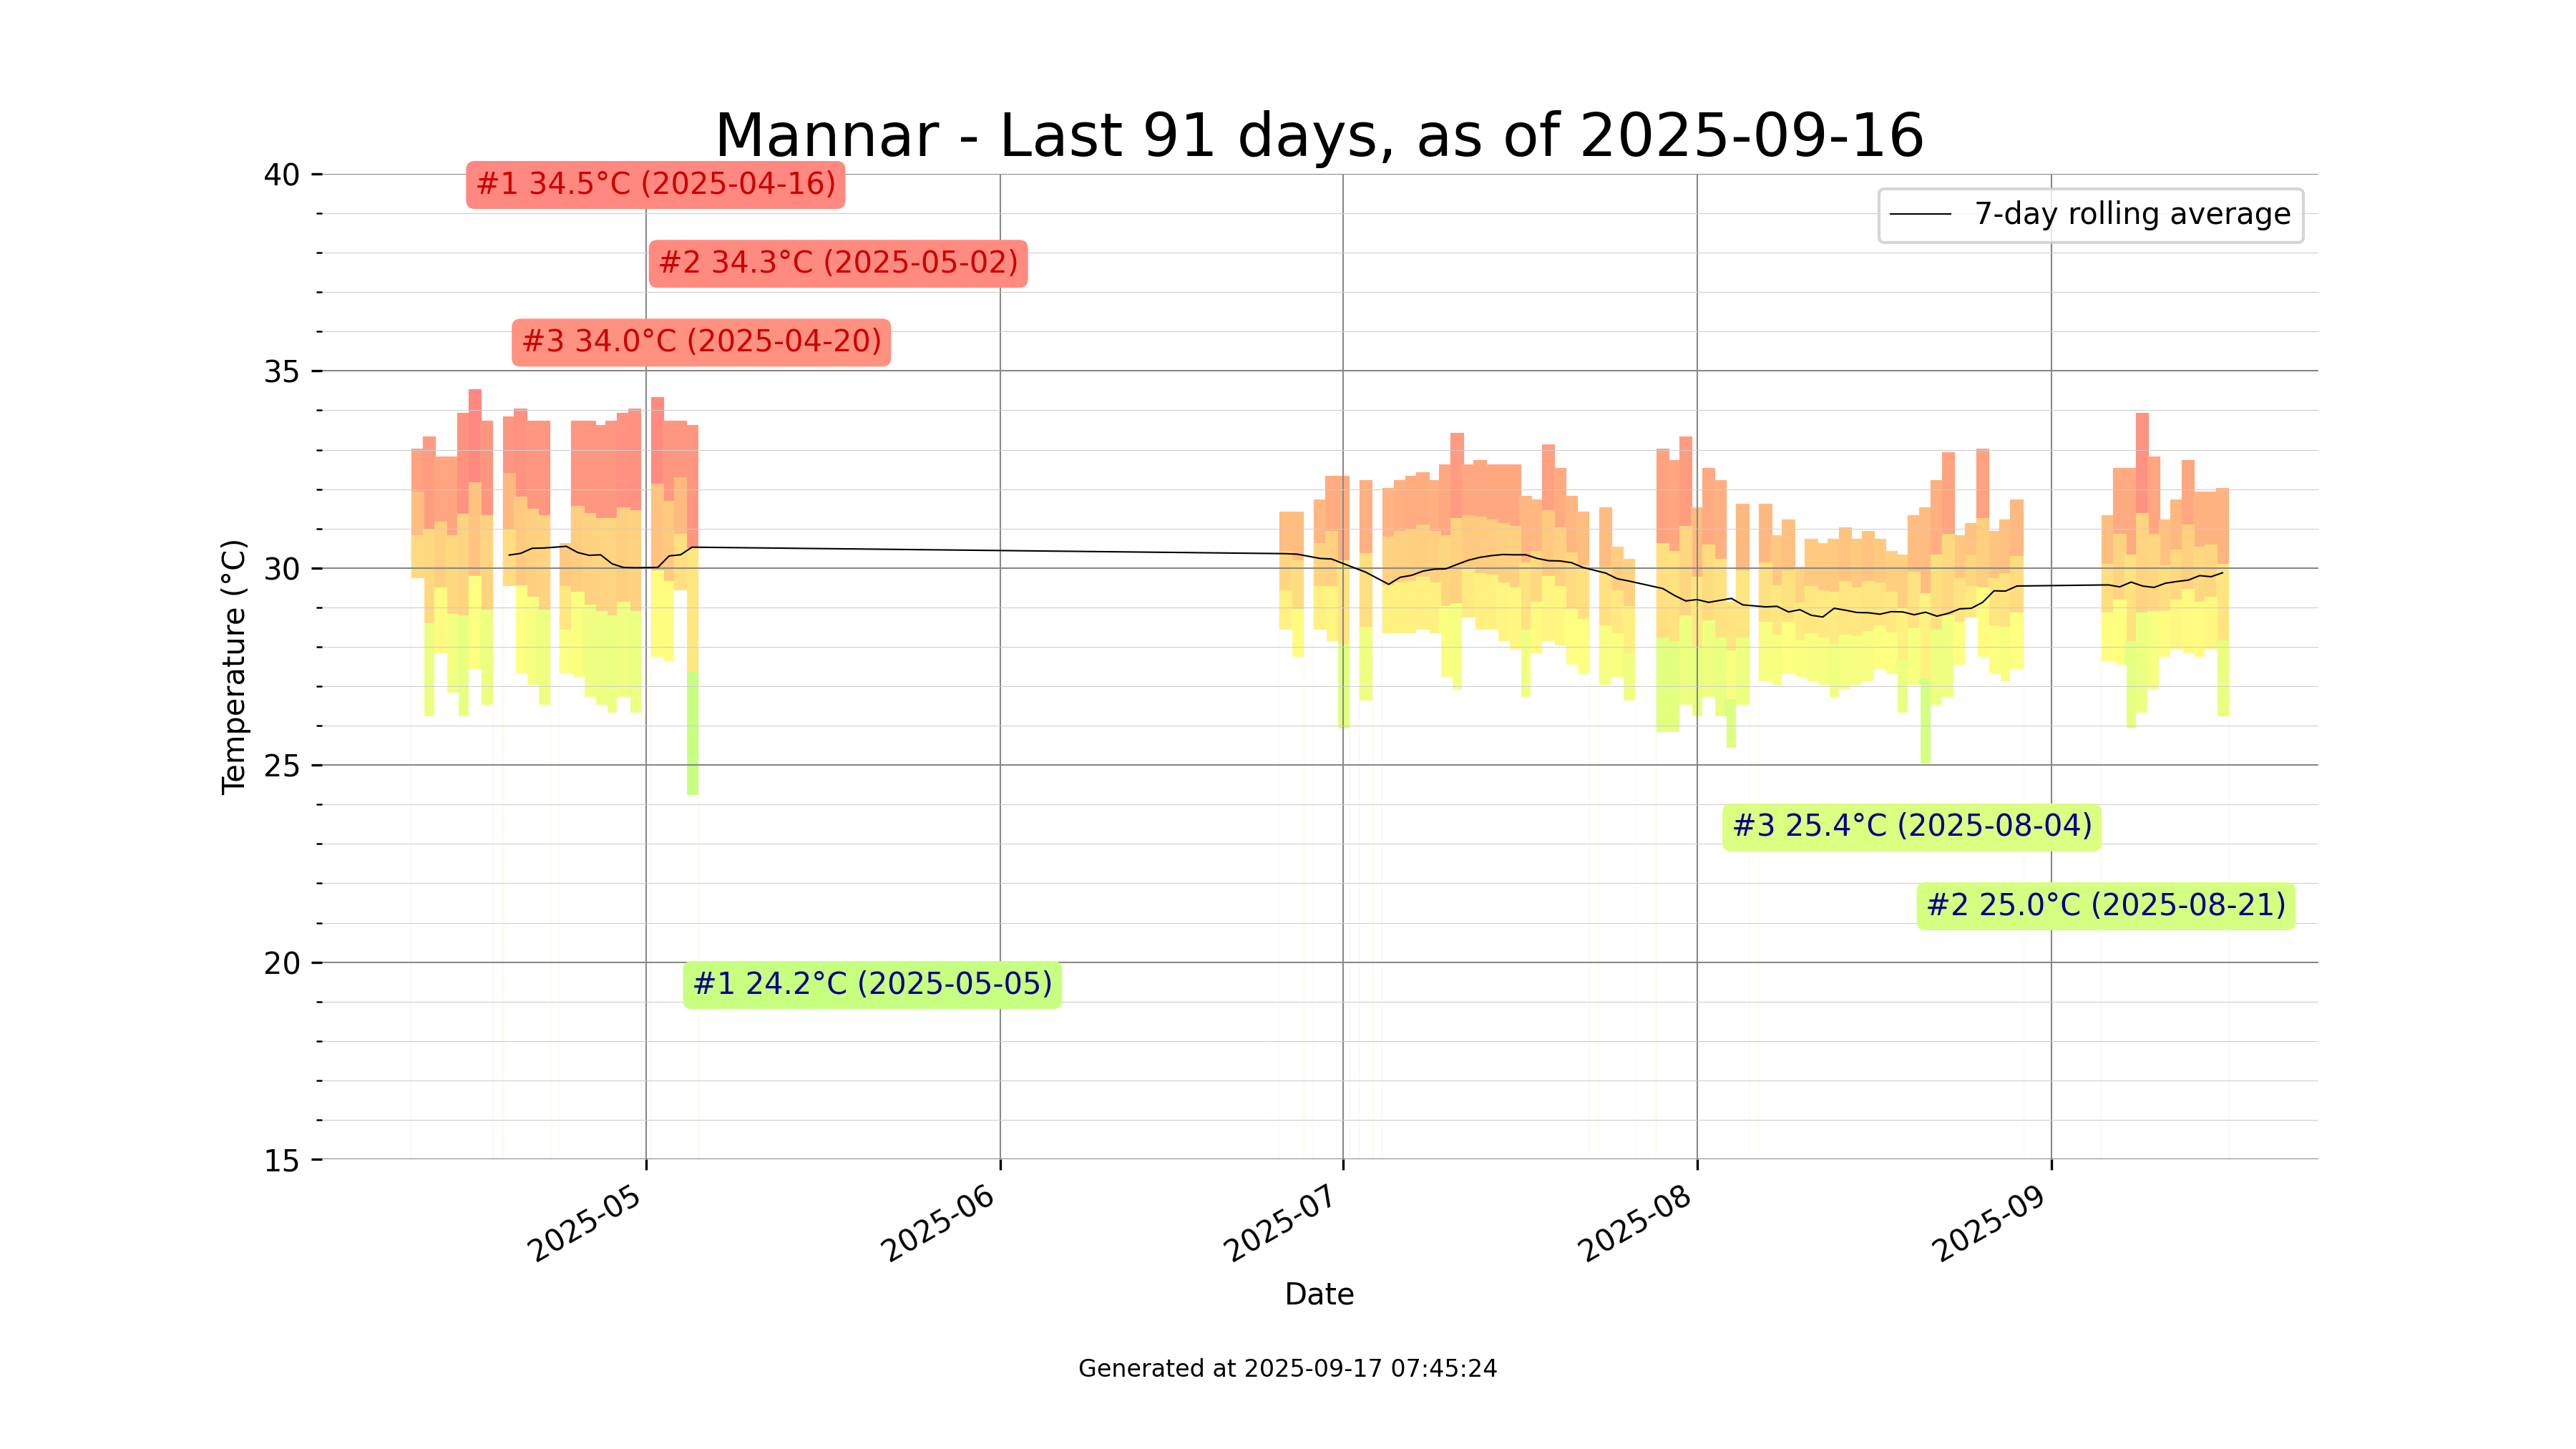 Mannar - Last 91 days, as of 2025-09-16
40
#1 34.5°C (2025-04-16)
7-day rolling average
#2 34.3°C (2025-05-02)
#3 34.0°C (2025-04-20)
35
30
Temperature (°C)
25
#3 25.4°C (2025-08-04)
#2 25.0°C (2025-08-21)
20
#1 24.2°C (2025-05-05)
15
2025-05
2025-06
2025-07
2025-08
2025-09
Date
Generated at 2025-09-17 07:45:24